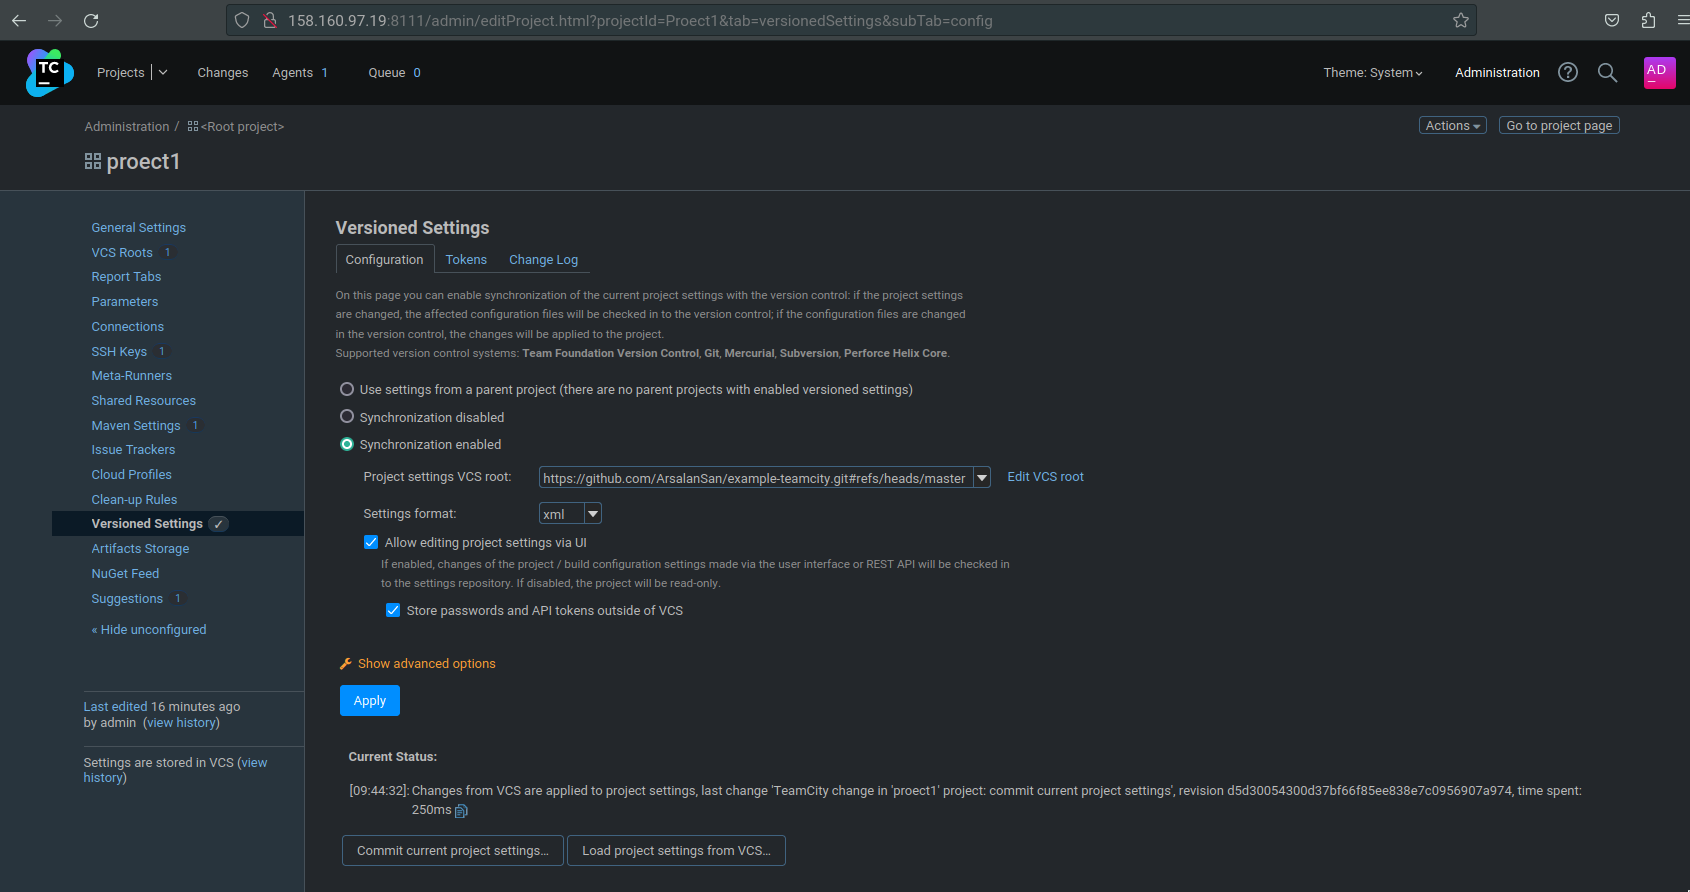 158.160.97.19:8111/admin/editProject.html?projectId=Proect1&tab=versionedSettings&subTab=config
TC
Projects
Changes
Agents 1
Queue 0
Theme: System
Administration
AD
Administration / <Root project>
Actions
Go to project page
proect1
General Settings
VCS Roots 1
Report Tabs
Parameters
Connections
SSH Keys 1
Meta-Runners
Shared Resources
Maven Settings 1
Issue Trackers
Cloud Profiles
Clean-up Rules
Versioned Settings ✓
Artifacts Storage
NuGet Feed
Suggestions 1
« Hide unconfigured
Last edited 16 minutes ago
by admin (view history)
Settings are stored in VCS (view
history)
Versioned Settings
Configuration
Tokens
Change Log
On this page you can enable synchronization of the current project settings with the version control: if the project settings
are changed, the affected configuration files will be checked in to the version control; if the configuration files are changed
in the version control, the changes will be applied to the project.
Supported version control systems: Team Foundation Version Control, Git, Mercurial, Subversion, Perforce Helix Core.
Use settings from a parent project (there are no parent projects with enabled versioned settings)
Synchronization disabled
Synchronization enabled
Project settings VCS root: https://github.com/ArsalanSan/example-teamcity.git#refs/heads/master Edit VCS root
Settings format: xml
Allow editing project settings via UI
If enabled, changes of the project / build configuration settings made via the user interface or REST API will be checked in
to the settings repository. If disabled, the project will be read-only.
Store passwords and API tokens outside of VCS
Show advanced options
Apply
Current Status:
[09:44:32]: Changes from VCS are applied to project settings, last change 'TeamCity change in 'proect1' project: commit current project settings', revision d5d30054300d37bf66f85ee838e7c0956907a974, time spent:
250ms
Commit current project settings...
Load project settings from VCS...